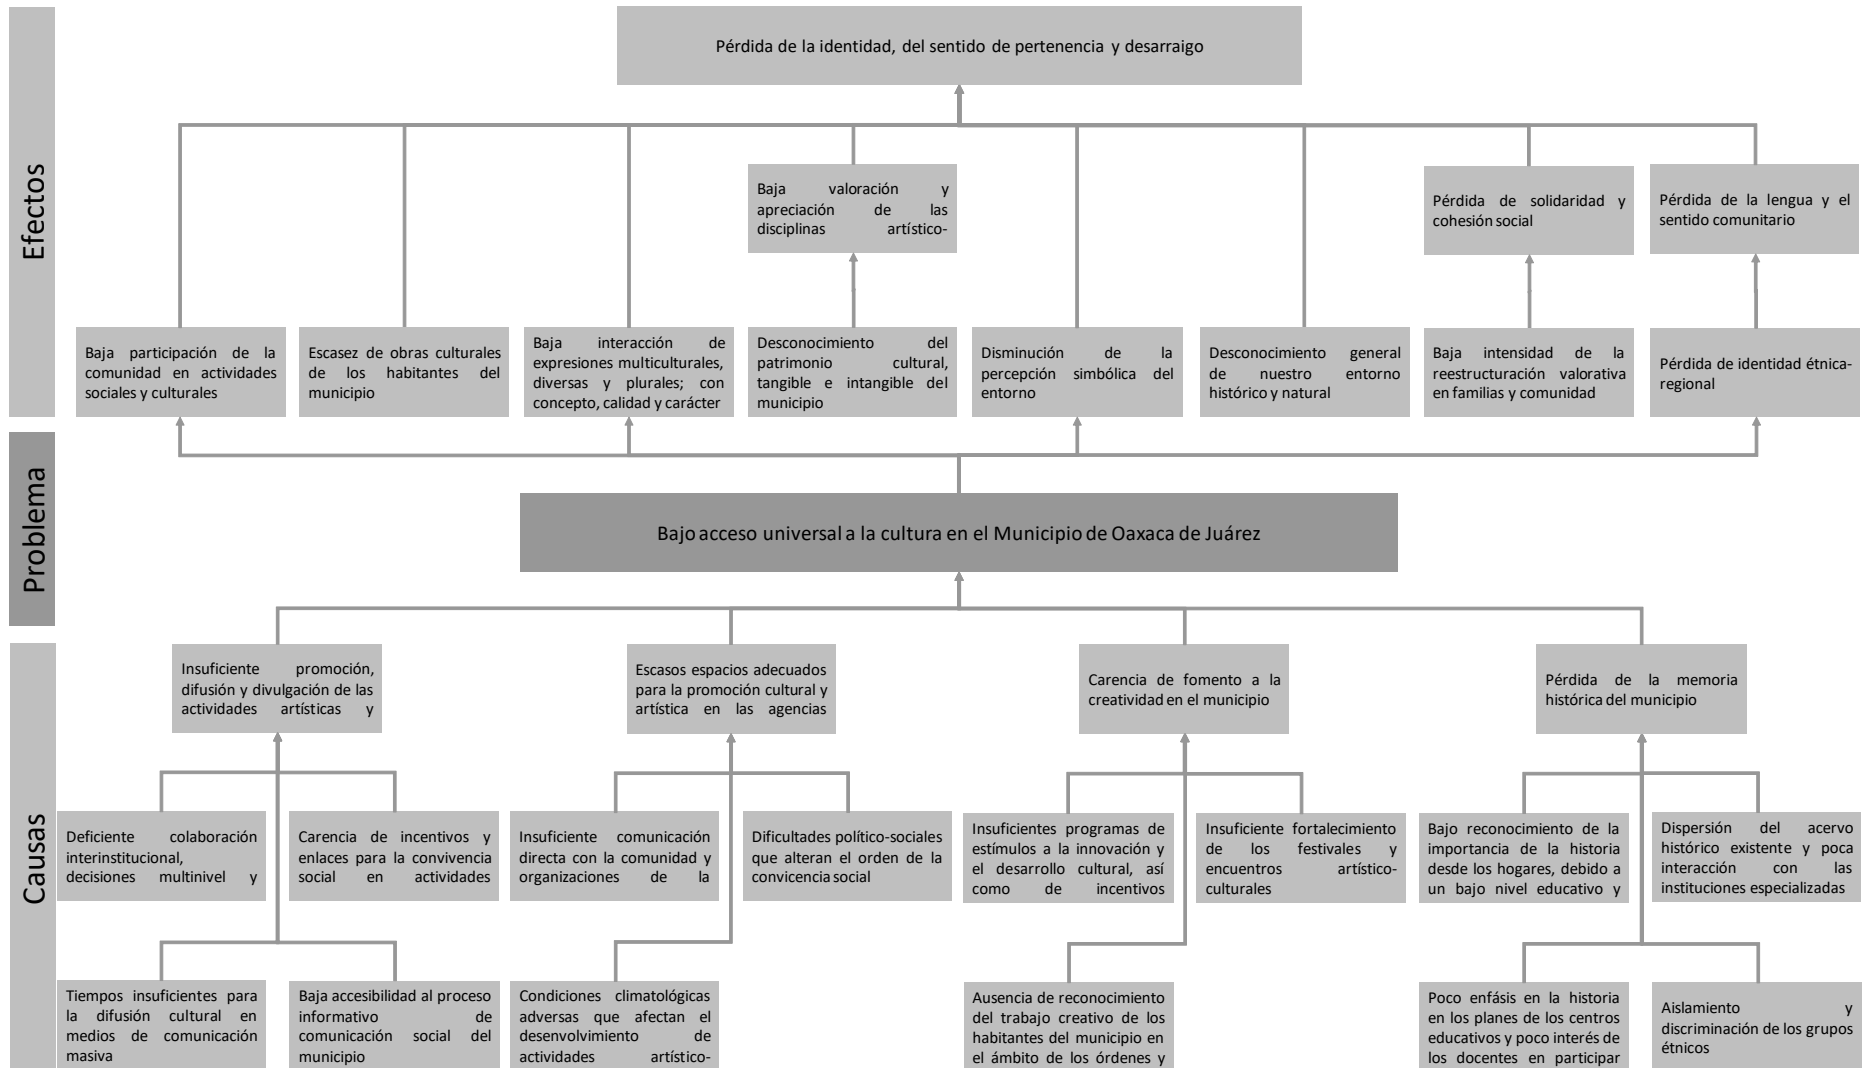 Efectos
Pérdida de la identidad, del sentido de pertenencia y desarraigo
Baja valoración y
apreciación de las
disciplinas artístico-
Pérdida de solidaridad y
cohesión social
Pérdida de la lengua y el
sentido comunitario
Baja participación de la
comunidad en actividades
sociales y culturales
Escasez de obras culturales
de los habitantes del
municipio
Baja interacción de
expresiones multiculturales,
diversas y plurales; con
concepto, calidad y carácter
Desconocimiento del
patrimonio cultural,
tangible e intangible del
municipio
Disminución de la
percepción simbólica del
entorno
Desconocimiento general
de nuestro entorno
histórico y natural
Baja intensidad de la
reestructuración valorativa
en familias y comunidad
Pérdida de identidad étnica-
regional
Problema
Bajo acceso universal a la cultura en el Municipio de Oaxaca de Juárez
Causas
Insuficiente promoción,
difusión y divulgación de las
actividades artísticas y
Escasos espacios adecuados
para la promoción cultural y
artística en las agencias
Carencia de fomento a la
creatividad en el municipio
Pérdida de la memoria
histórica del municipio
Deficiente colaboración
interinstitucional,
decisiones multinivel y
Carencia de incentivos y
enlaces para la convivencia
social en actividades
Insuficiente comunicación
directa con la comunidad y
organizaciones de la
Dificultades político-sociales
que alteran el orden de la
convicencia social
Insuficientes programas de
estímulos a la innovación y
el desarrollo cultural, así
como de incentivos
Insuficiente fortalecimiento
de los festivales y
encuentros artístico-
culturales
Bajo reconocimiento de la
importancia de la historia
desde los hogares, debido a
un bajo nivel educativo y
Dispersión del acervo
histórico existente y poca
interacción con las
instituciones especializadas
Tiempos insuficientes para
la difusión cultural en
medios de comunicación
masiva
Baja accesibilidad al proceso
informativo de
comunicación social del
municipio
Condiciones climatológicas
adversas que afectan el
desenvolvimiento de
actividades artístico-
Ausencia de reconocimiento
del trabajo creativo de los
habitantes del municipio en
el ámbito de los órdenes y
Poco enfásis en la historia
en los planes de los centros
educativos y poco interés de
los docentes en participar
Aislamiento y
discriminación de los grupos
étnicos